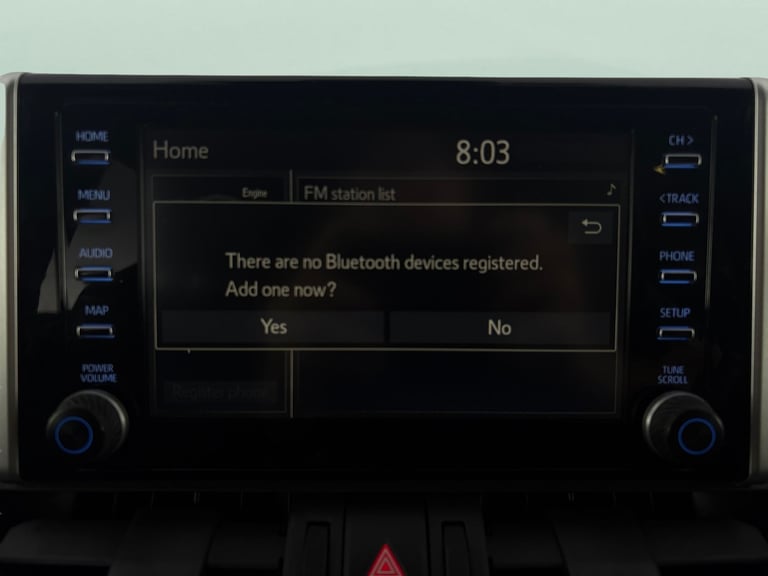 HOME
MENU
AUDIO
MAP
POWER
VOLUME
Home
8:03
Engine
FM station list
There are no Bluetooth devices registered.
Add one now?
Yes
No
Register phone
CH >
< TRACK
PHONE
SETUP
TUNE
SCROLL